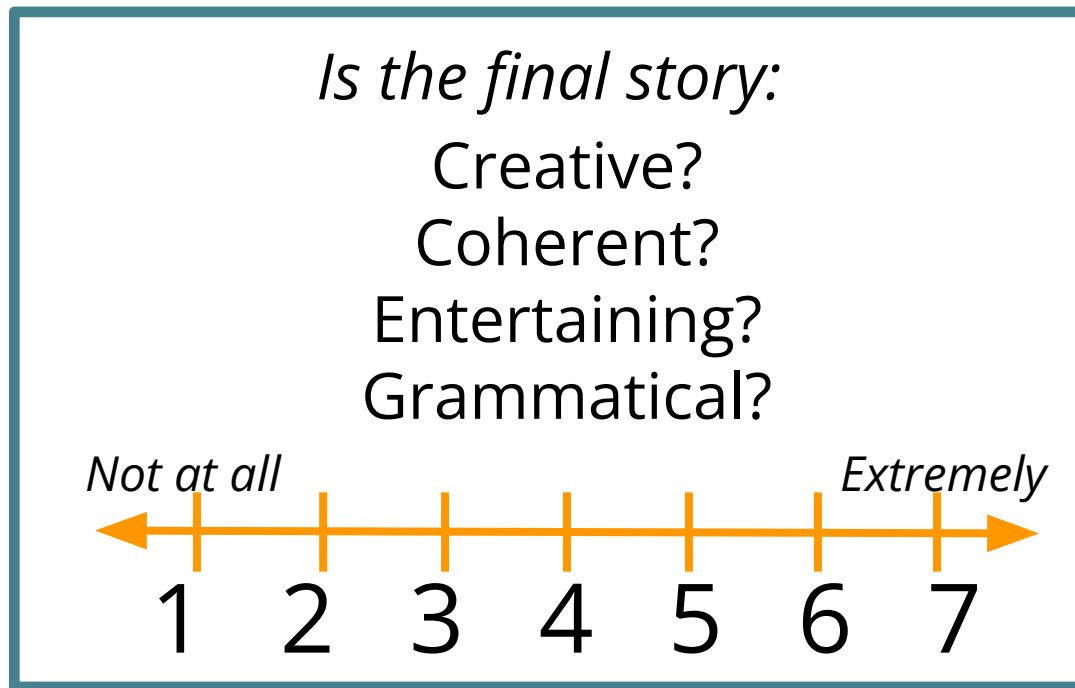 Is the final story:
Creative?
Coherent?
Entertaining?
Grammatical?
Not at all Extremely
1 2 3 4 5 6 7